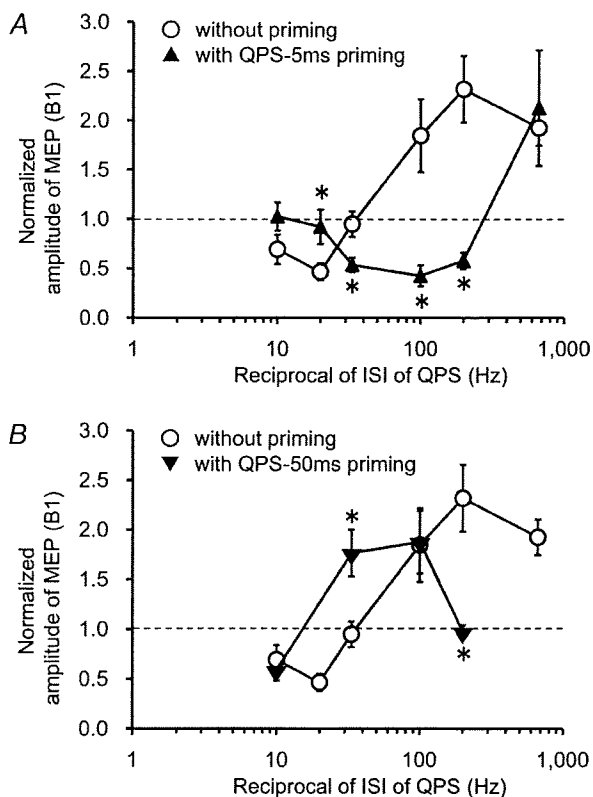 A
without priming
with QPS-5ms priming
Normalized
amplitude of MEP (B1)
3.0
2.5
2.0
1.5
1.0
0.5
0.0
*
*
*
*
1
10
100
1,000
Reciprocal of ISI of QPS (Hz)
B
without priming
with QPS-50ms priming
Normalized
amplitude of MEP (B1)
3.0
2.5
2.0
1.5
1.0
0.5
0.0
*
*
1
10
100
1,000
Reciprocal of ISI of QPS (Hz)